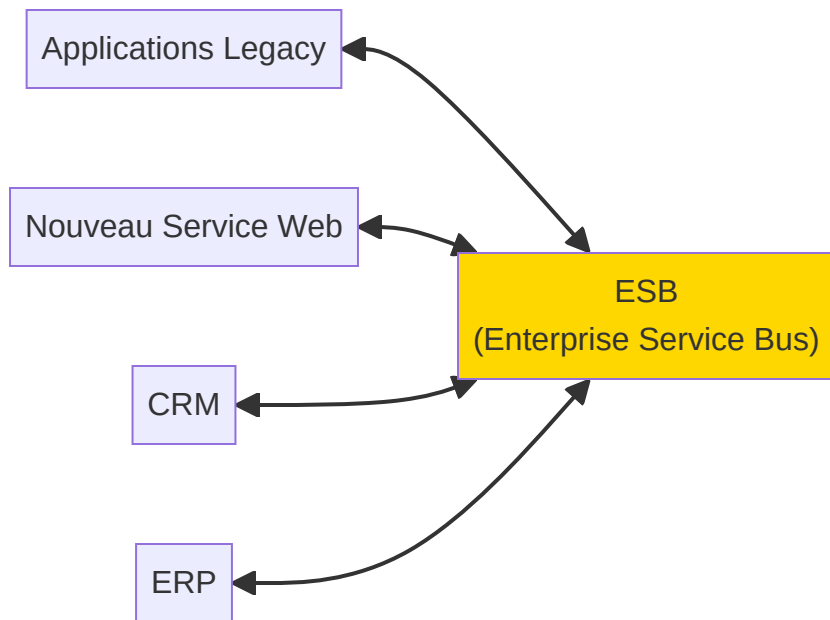 Applications Legacy
Nouveau Service Web
ESB
(Enterprise Service Bus)
CRM
ERP